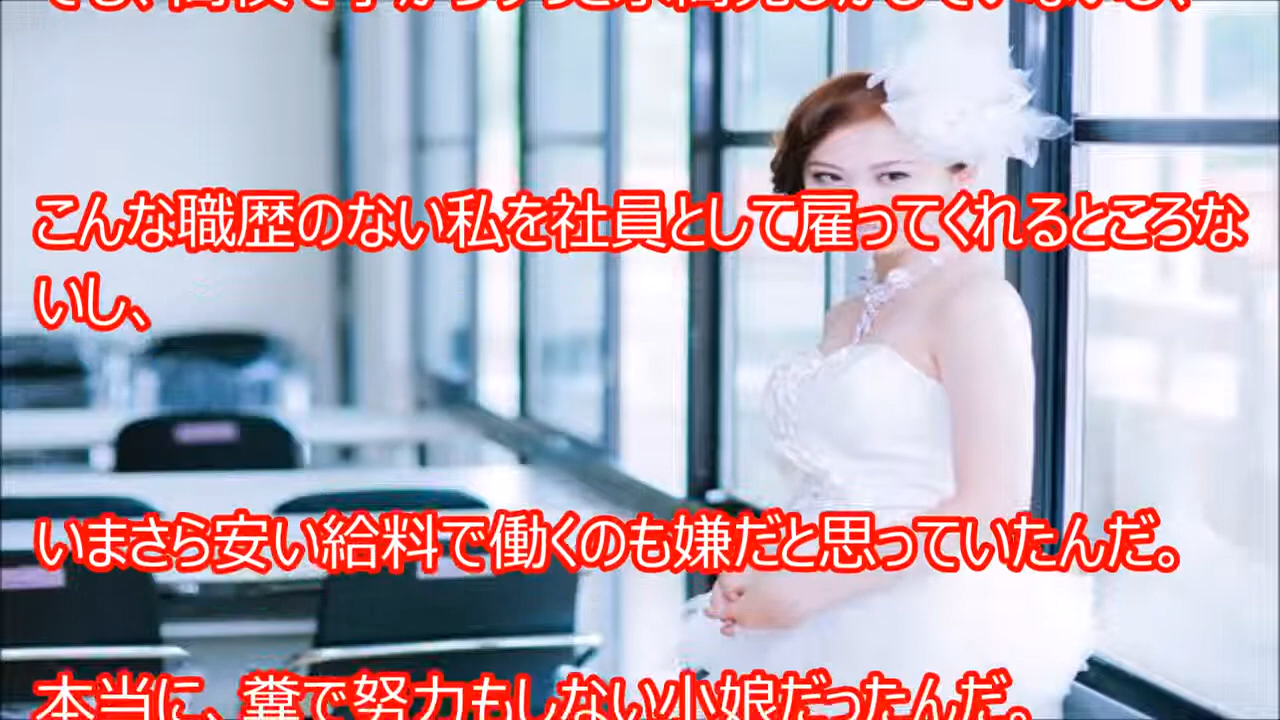 こんな職歴のない私を社員として雇ってくれるところな
いし、
いまさら安い給料で働くのも嫌だと思っていたんだ。
本当に、糞で努力もしない小娘だったんだ。